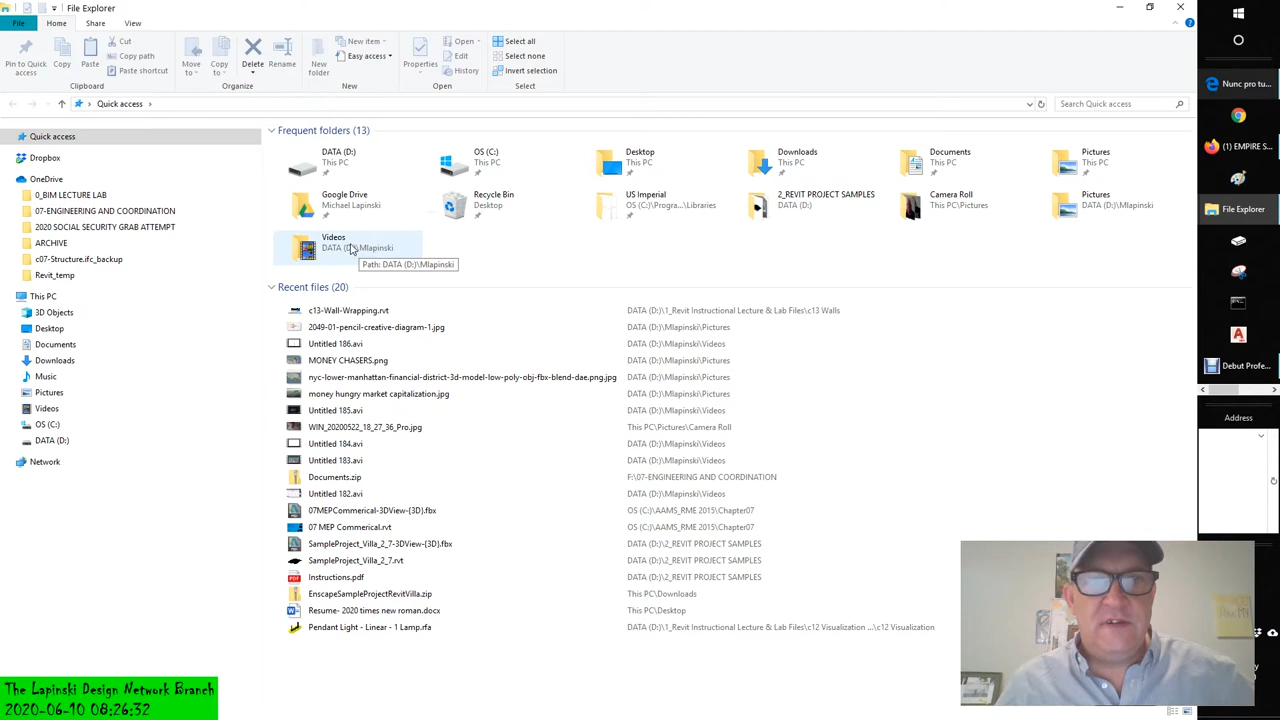 File Explorer
File
Home
Share
View
Pin to Quick access
Copy
Paste
Cut
Copy path
Paste shortcut
Clipboard
Move to
Copy to
Delete
Rename
Organize
New folder
New item
Easy access
New
Properties
Open
Edit
History
Open
Select all
Select none
Invert selection
Select
Quick access
Search Quick access
Quick access
Dropbox
OneDrive
0_BIM LECTURE LAB
07-ENGINEERING AND COORDINATION
2020 SOCIAL SECURITY GRAB ATTEMPT
ARCHIVE
c07-Structure.ifc_backup
Revit_temp
This PC
3D Objects
Desktop
Documents
Downloads
Music
Pictures
Videos
OS (C:)
DATA (D:)
Network
Frequent folders (13)
DATA (D:)
This PC
OS (C:)
This PC
Desktop
This PC
Downloads
This PC
Documents
This PC
Pictures
This PC
Google Drive
Michael Lapinski
Recycle Bin
Desktop
US Imperial
OS (C:)\Progra...\Libraries
2_REVIT PROJECT SAMPLES
DATA (D:)
Camera Roll
This PC\Pictures
Pictures
DATA (D:)\Mlapinski
Videos
DATA (D:)\Mlapinski
Path: DATA (D:)\Mlapinski
Recent files (20)
c13-Wall-Wrapping.rvt DATA (D:)\1_Revit Instructional Lecture & Lab Files\c13 Walls
2049-01-pencil-creative-diagram-1.jpg DATA (D:)\Mlapinski\Pictures
Untitled 186.avi DATA (D:)\Mlapinski\Videos
MONEY CHASERS.png DATA (D:)\Mlapinski\Pictures
nyc-lower-manhattan-financial-district-3d-model-low-poly-obj-fbx-blend-dae.png.jpg DATA (D:)\Mlapinski\Pictures
money hungry market capitalization.jpg DATA (D:)\Mlapinski\Pictures
Untitled 185.avi DATA (D:)\Mlapinski\Videos
WIN_20200522_18_27_36_Pro.jpg This PC\Pictures\Camera Roll
Untitled 184.avi DATA (D:)\Mlapinski\Videos
Untitled 183.avi DATA (D:)\Mlapinski\Videos
Documents.zip F:\07-ENGINEERING AND COORDINATION
Untitled 182.avi DATA (D:)\Mlapinski\Videos
07MEPCommerical-3DView-{3D}.fbx OS (C:)\AAMS_RME 2015\Chapter07
07 MEP Commerical.rvt OS (C:)\AAMS_RME 2015\Chapter07
SampleProject_Villa_2_7-3DView-{3D}.fbx DATA (D:)\2_REVIT PROJECT SAMPLES
SampleProject_Villa_2_7.rvt DATA (D:)\2_REVIT PROJECT SAMPLES
Instructions.pdf DATA (D:)\2_REVIT PROJECT SAMPLES
EnscapeSampleProjectRevitVilla.zip This PC\Downloads
Resume- 2020 times new roman.docx This PC\Desktop
Pendant Light - Linear - 1 Lamp.rfa DATA (D:)\1_Revit Instructional Lecture & Lab Files\c12 Visualization ...\c12 Visualization
Nunc pro tu...
(1) EMPIRE S...
File Explorer
Debut Profe...
Address
The Lapinski Design Network Branch
2020-06-10 08:26:32